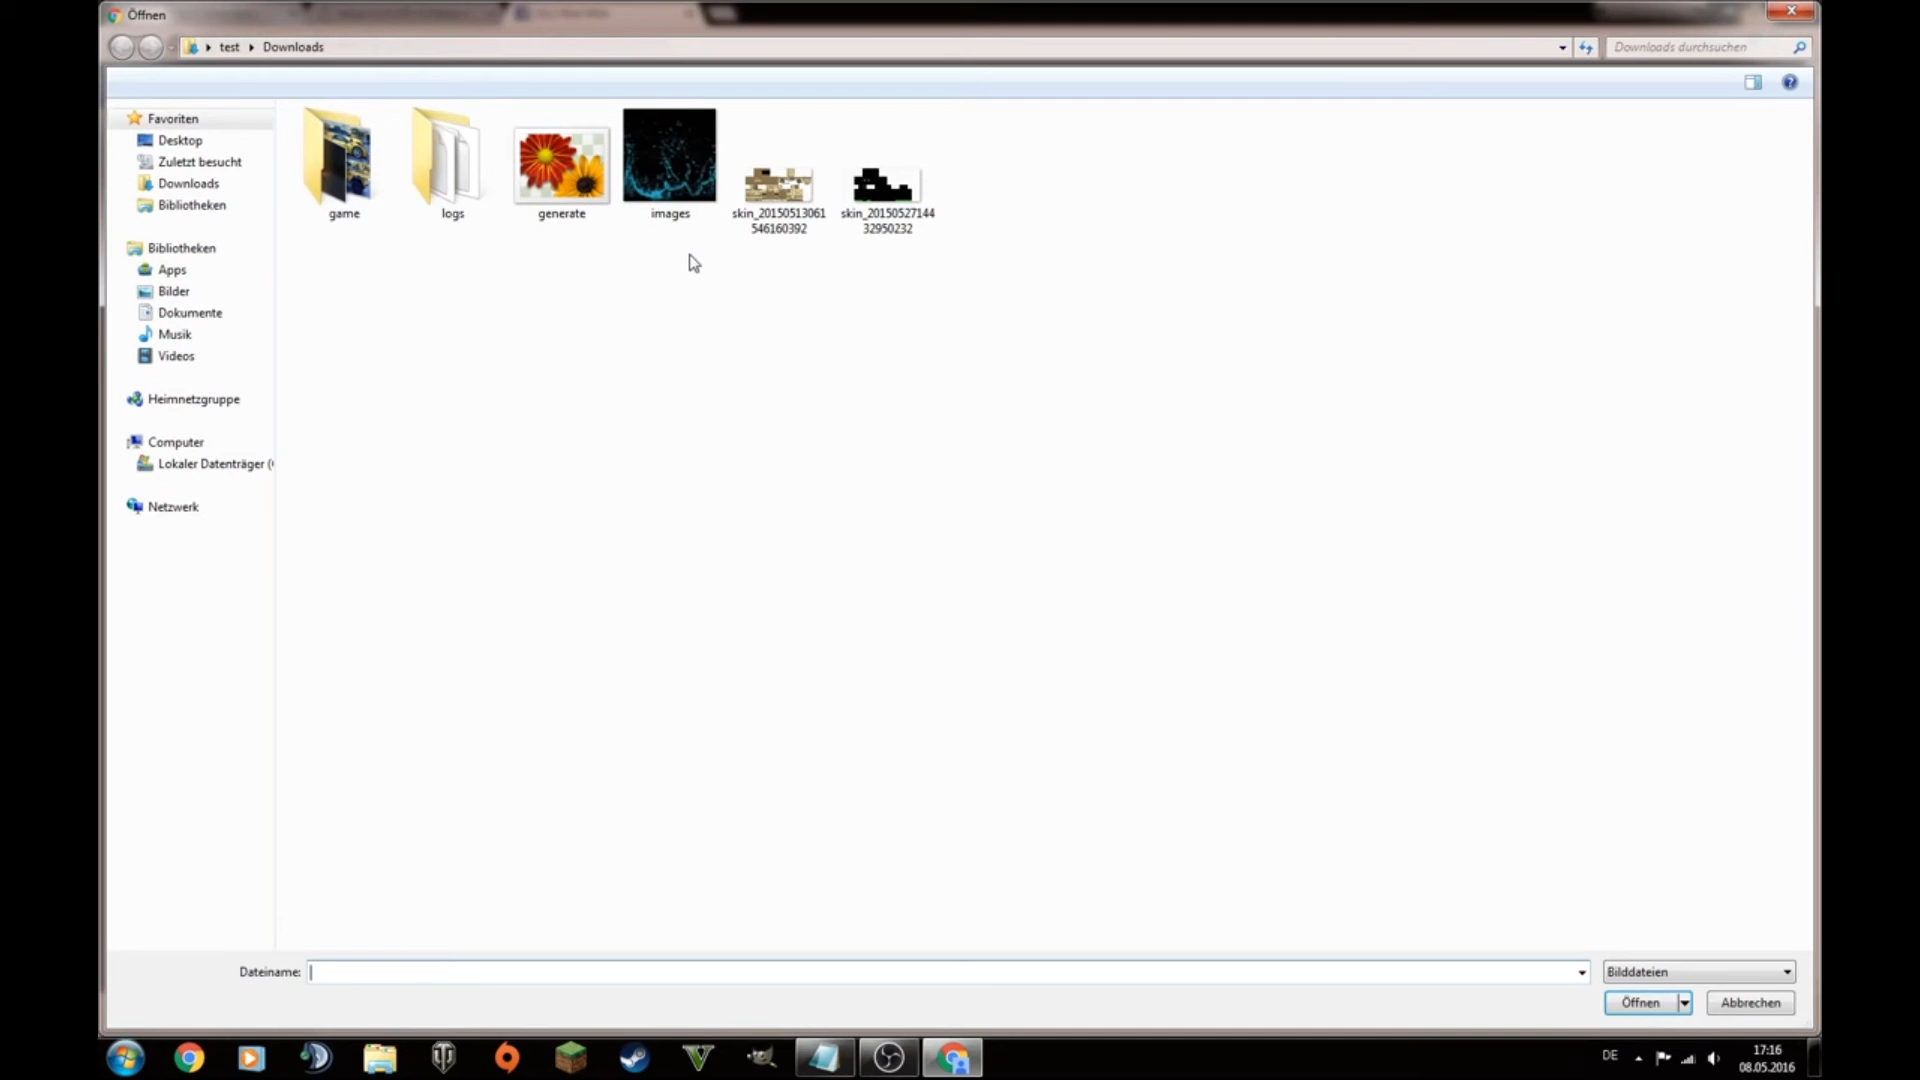 Öffnen
test Downloads
Downloads durchsuchen
Favoriten
Desktop
Zuletzt besucht
Downloads
Bibliotheken
Bibliotheken
Apps
Bilder
Dokumente
Musik
Videos
Heimnetzgruppe
Computer
Lokaler Datenträger (
Netzwerk
game
logs
generate
images
skin_20150513061
546160392
skin_20150527144
32950232
Dateiname:
Bilddateien
Öffnen
Abbrechen
DE
17:16
08.05.2016